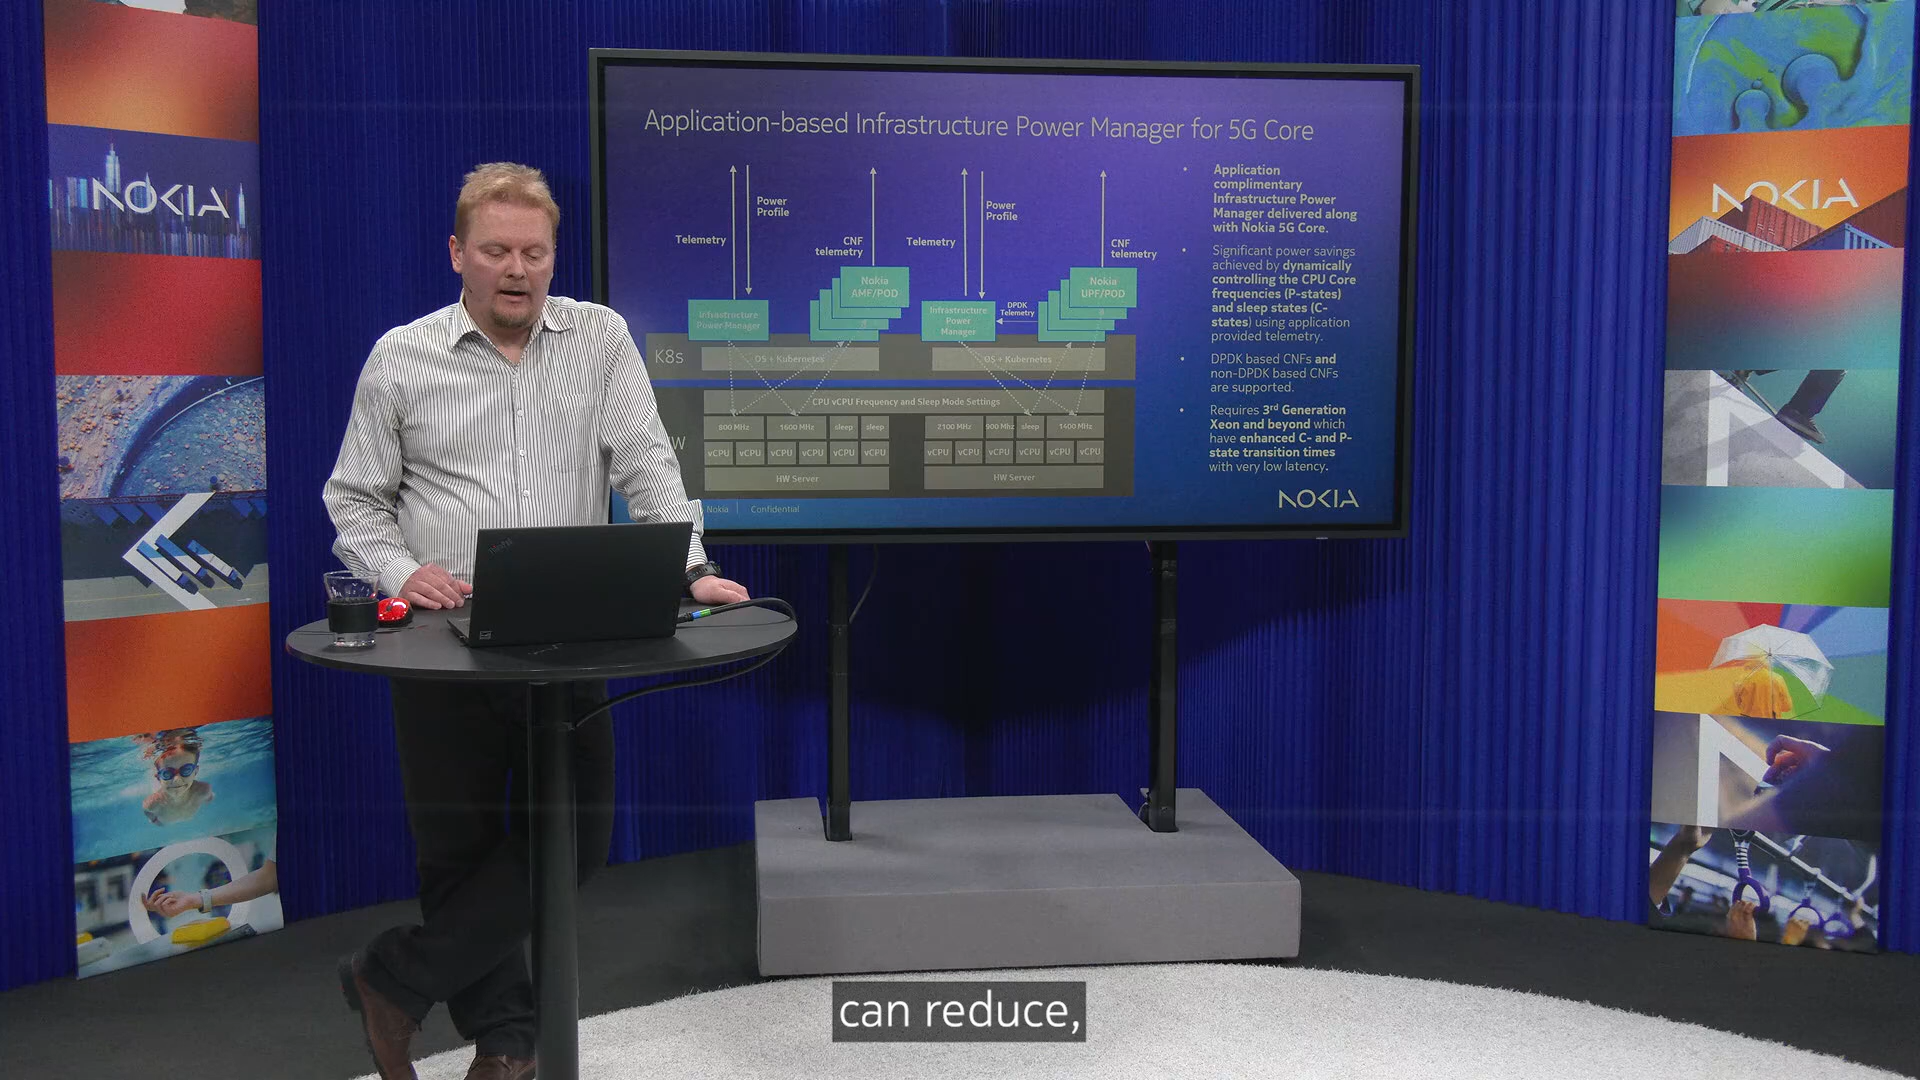 NOKIA
NOKIA
Application-based Infrastructure Power Manager for 5G Core
Power
Profile
Telemetry
CNF
telemetry
Power
Profile
Telemetry
CNF
telemetry
Nokia
AMF/POD
Nokia
UPF/POD
Infrastructure
Power Manager
Infrastructure
Power
Manager
DPDK
Telemetry
K8s
OS + Kubernetes
OS + Kubernetes
CPU vCPU Frequency and Sleep Mode Settings
800 MHz
1600 MHz
sleep
sleep
2100 MHz
900 Mhz
sleep
1400 MHz
W
vCPU
vCPU
vCPU
vCPU
vCPU
vCPU
vCPU
vCPU
vCPU
vCPU
vCPU
vCPU
HW Server
HW Server
Nokia
Confidential
• Application
complimentary
Infrastructure Power
Manager delivered along
with Nokia 5G Core.
• Significant power savings
achieved by dynamically
controlling the CPU Core
frequencies (P-states)
and sleep states (C-
states) using application
provided telemetry.
• DPDK based CNFs and
non-DPDK based CNFs
are supported.
• Requires 3rd Generation
Xeon and beyond which
have enhanced C- and P-
state transition times
with very low latency.
NOKIA
can reduce,